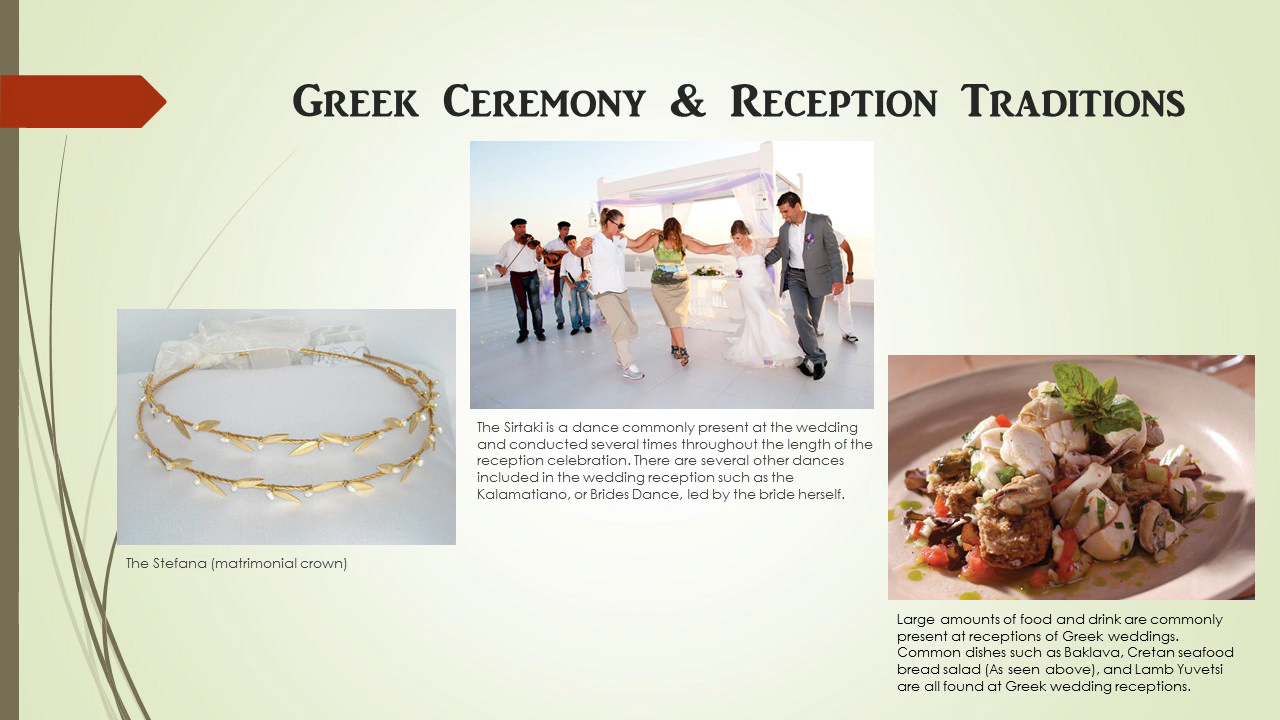 Greek Ceremony & Reception Traditions
The Sirtaki is a dance commonly present at the wedding
and conducted several times throughout the length of the
reception celebration. There are several other dances
included in the wedding reception such as the
Kalamatiano, or Brides Dance, led by the bride herself.
The Stefana (matrimonial crown)
Large amounts of food and drink are commonly
present at receptions of Greek weddings.
Common dishes such as Baklava, Cretan seafood
bread salad (As seen above), and Lamb Yuvetsi
are all found at Greek wedding receptions.